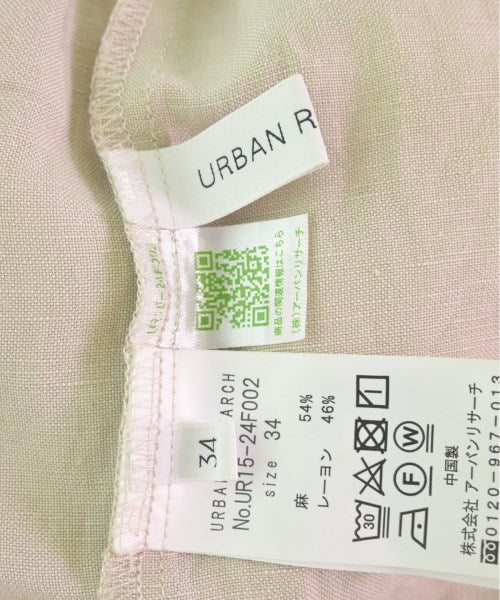 URBAN R
商品の関連情報はこちら
(株)アーバンリサーチ
34
ARCH
No.UR15-24F002
size 34
麻 54%
レーヨン 46%
30
F
W
中国製
株式会社アーバンリサーチ
0120-967-013